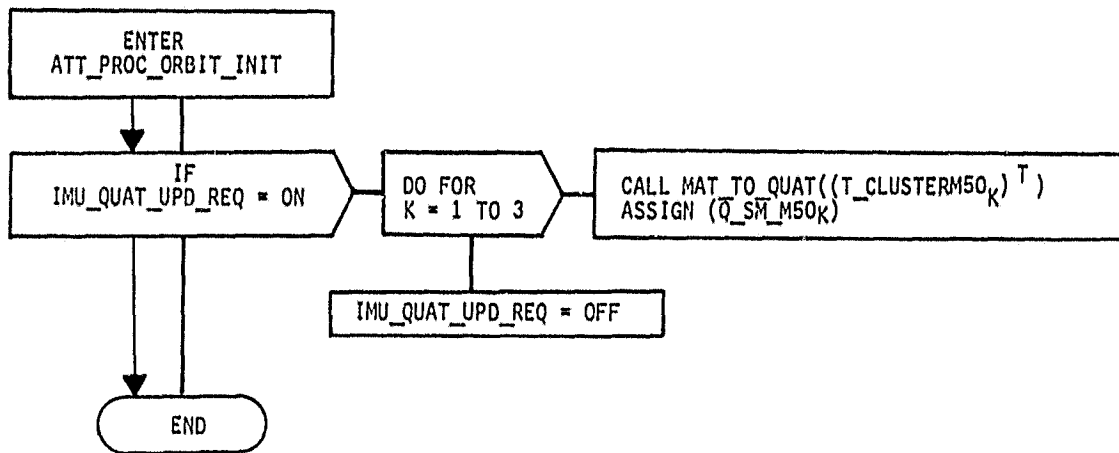 ENTER
ATT_PROC_ORBIT_INIT
IF
IMU_QUAT_UPD_REQ = ON
DO FOR
K = 1 TO 3
CALL MAT_TO_QUAT((T_CLUSTERM50K)T)
ASSIGN (Q_SM_M50K)
IMU_QUAT_UPD_REQ = OFF
END